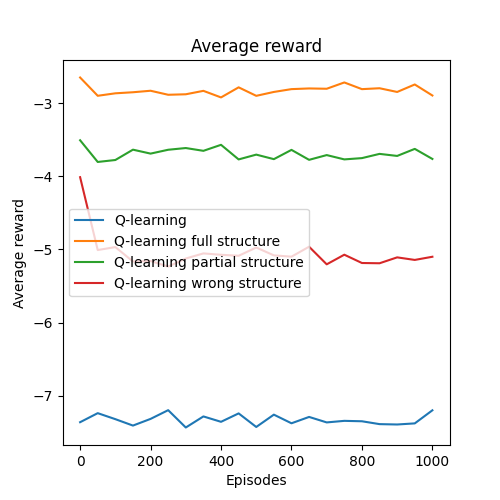 Average reward
−3
−4
−5
−6
−7
Average reward
Q-learning
Q-learning full structure
Q-learning partial structure
Q-learning wrong structure
0
200
400
600
800
1000
Episodes